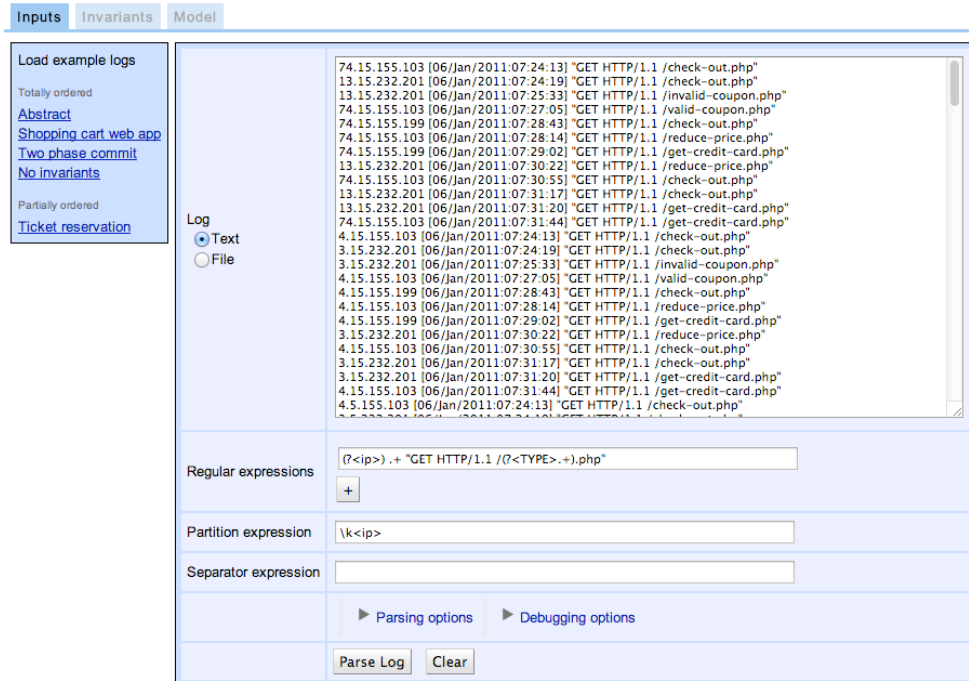 Inputs Invariants Model
Load example logs
Totally ordered
Abstract
Shopping cart web app
Two phase commit
No invariants
Partially ordered
Ticket reservation
Log
Text
File
74.15.155.103 [06/Jan/2011:07:24:13] "GET HTTP/1.1 /check-out.php"
13.15.232.201 [06/Jan/2011:07:24:19] "GET HTTP/1.1 /check-out.php"
13.15.232.201 [06/Jan/2011:07:25:33] "GET HTTP/1.1 /invalid-coupon.php"
74.15.155.103 [06/Jan/2011:07:27:05] "GET HTTP/1.1 /valid-coupon.php"
74.15.155.199 [06/Jan/2011:07:28:43] "GET HTTP/1.1 /check-out.php"
74.15.155.103 [06/Jan/2011:07:28:14] "GET HTTP/1.1 /reduce-price.php"
74.15.155.199 [06/Jan/2011:07:29:02] "GET HTTP/1.1 /get-credit-card.php"
13.15.232.201 [06/Jan/2011:07:30:22] "GET HTTP/1.1 /reduce-price.php"
74.15.155.103 [06/Jan/2011:07:30:55] "GET HTTP/1.1 /check-out.php"
13.15.232.201 [06/Jan/2011:07:31:17] "GET HTTP/1.1 /check-out.php"
13.15.232.201 [06/Jan/2011:07:31:20] "GET HTTP/1.1 /get-credit-card.php"
74.15.155.103 [06/Jan/2011:07:31:44] "GET HTTP/1.1 /get-credit-card.php"
4.15.155.103 [06/Jan/2011:07:24:13] "GET HTTP/1.1 /check-out.php"
3.15.232.201 [06/Jan/2011:07:24:19] "GET HTTP/1.1 /check-out.php"
3.15.232.201 [06/Jan/2011:07:25:33] "GET HTTP/1.1 /invalid-coupon.php"
4.15.155.103 [06/Jan/2011:07:27:05] "GET HTTP/1.1 /valid-coupon.php"
4.15.155.199 [06/Jan/2011:07:28:43] "GET HTTP/1.1 /check-out.php"
4.15.155.103 [06/Jan/2011:07:28:14] "GET HTTP/1.1 /reduce-price.php"
4.15.155.199 [06/Jan/2011:07:29:02] "GET HTTP/1.1 /get-credit-card.php"
3.15.232.201 [06/Jan/2011:07:30:22] "GET HTTP/1.1 /reduce-price.php"
4.15.155.103 [06/Jan/2011:07:30:55] "GET HTTP/1.1 /check-out.php"
3.15.232.201 [06/Jan/2011:07:31:17] "GET HTTP/1.1 /check-out.php"
3.15.232.201 [06/Jan/2011:07:31:20] "GET HTTP/1.1 /get-credit-card.php"
4.15.155.103 [06/Jan/2011:07:31:44] "GET HTTP/1.1 /get-credit-card.php"
4.5.155.103 [06/Jan/2011:07:24:13] "GET HTTP/1.1 /check-out.php"
Regular expressions
(?<ip>) .+ "GET HTTP/1.1 /(?<TYPE>.+).php"
+
Partition expression
\k<ip>
Separator expression
Parsing options Debugging options
Parse Log Clear